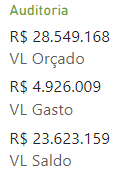 Auditoria
R$ 28.549.168
VL Orçado
R$ 4.926.009
VL Gasto
R$ 23.623.159
VL Saldo